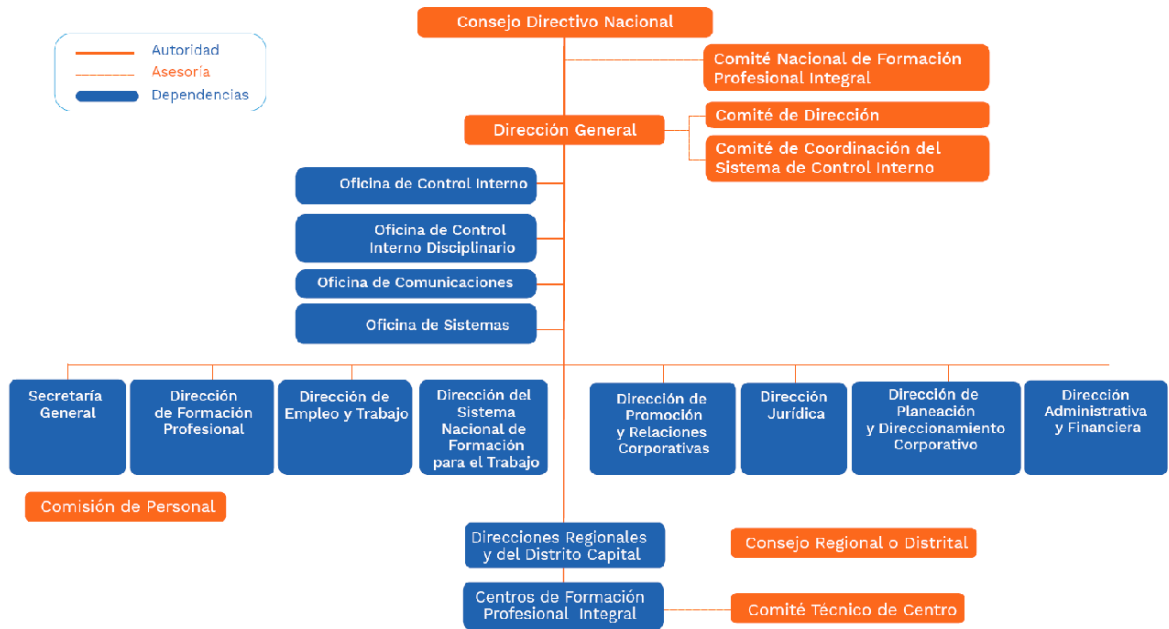 Consejo Directivo Nacional
Autoridad
Asesoría
Dependencias
Comité Nacional de Formación
Profesional Integral
Dirección General
Comité de Dirección
Comité de Coordinación del
Sistema de Control Interno
Oficina de Control Interno
Oficina de Control
Interno Disciplinario
Oficina de Comunicaciones
Oficina de Sistemas
Secretaría
General
Dirección
de Formación
Profesional
Dirección de
Empleo y Trabajo
Dirección del
Sistema
Nacional de
Formación
para el Trabajo
Dirección de
Promoción
y Relaciones
Corporativas
Dirección
Jurídica
Dirección de
Planeación
y Direccionamiento
Corporativo
Dirección
Administrativa
y Financiera
Comisión de Personal
Direcciones Regionales
y del Distrito Capital
Consejo Regional o Distrital
Centros de Formación
Profesional Integral
Comité Técnico de Centro